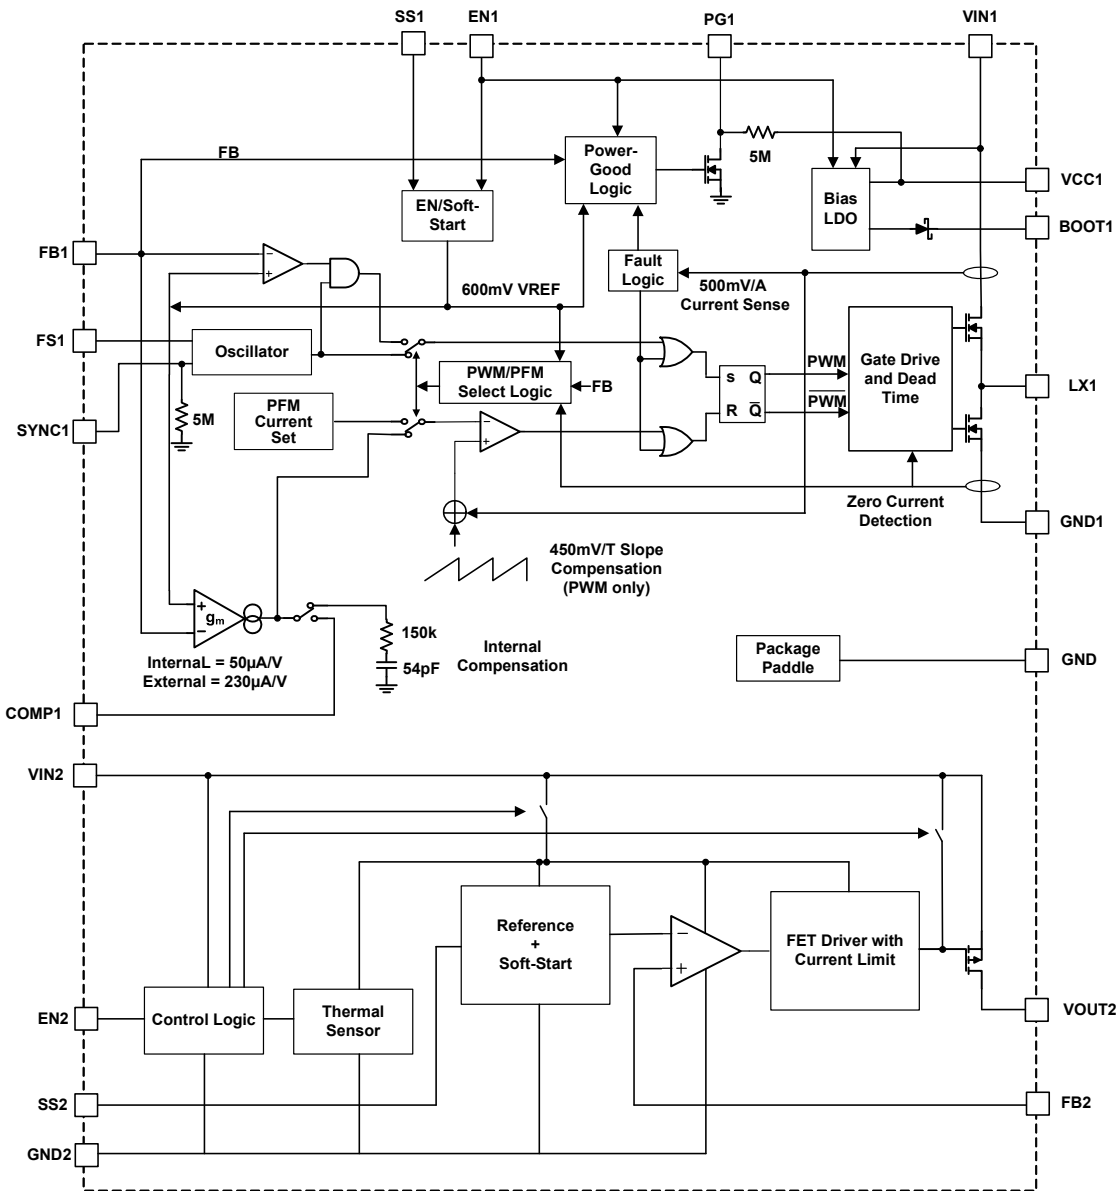 SS1
EN1
PG1
VIN1
FB
Power-
Good
Logic
5M
VCC1
Bias
LDO
EN/Soft-
Start
BOOT1
FB1
−
+
Fault
Logic
500mV/A
Current Sense
600mV VREF
FS1
Oscillator
PWM/PFM
Select Logic
FB
S Q
R Q̅
PWM
P̅W̅M̅
Gate Drive
and Dead
Time
LX1
5M
SYNC1
PFM
Current
Set
−
+
Zero Current
Detection
GND1
450mV/T Slope
Compensation
(PWM only)
+
gm
−
150k
54pF
Internal
Compensation
InternaL = 50µA/V
External = 230µA/V
Package
Paddle
GND
COMP1
VIN2
Reference
+
Soft-Start
−
+
FET Driver with
Current Limit
EN2
Control Logic
Thermal
Sensor
VOUT2
SS2
FB2
GND2